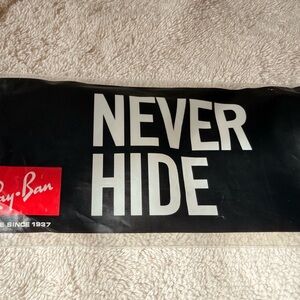 NEVER
HIDE
Ray-Ban
SINCE 1937